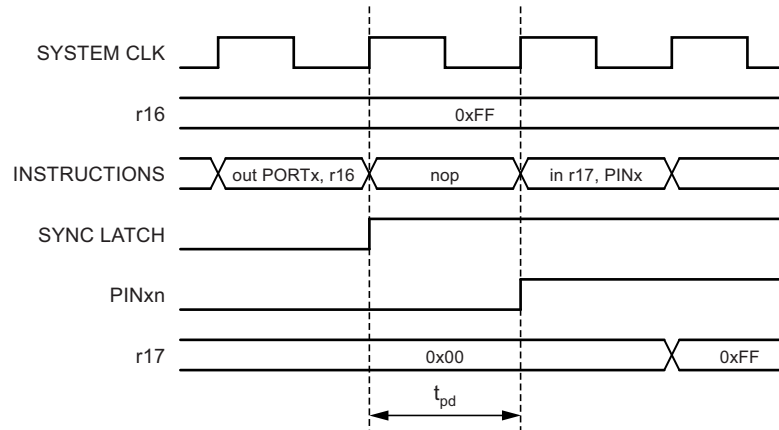 SYSTEM CLK
r16
0xFF
INSTRUCTIONS
out PORTx, r16
nop
in r17, PINx
SYNC LATCH
PINxn
r17
0x00
0xFF
tpd